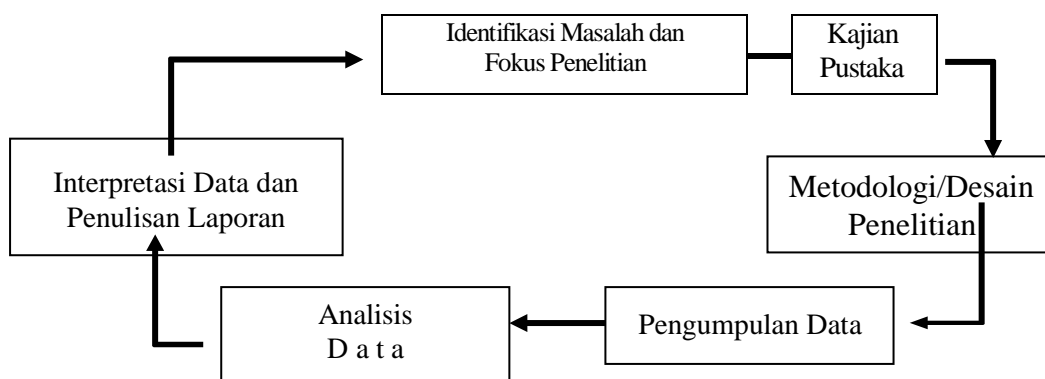 Identifikasi Masalah dan
Fokus Penelitian
Kajian
Pustaka
Metodologi/Desain
Penelitian
Pengumpulan Data
Analisis
D a t a
Interpretasi Data dan
Penulisan Laporan